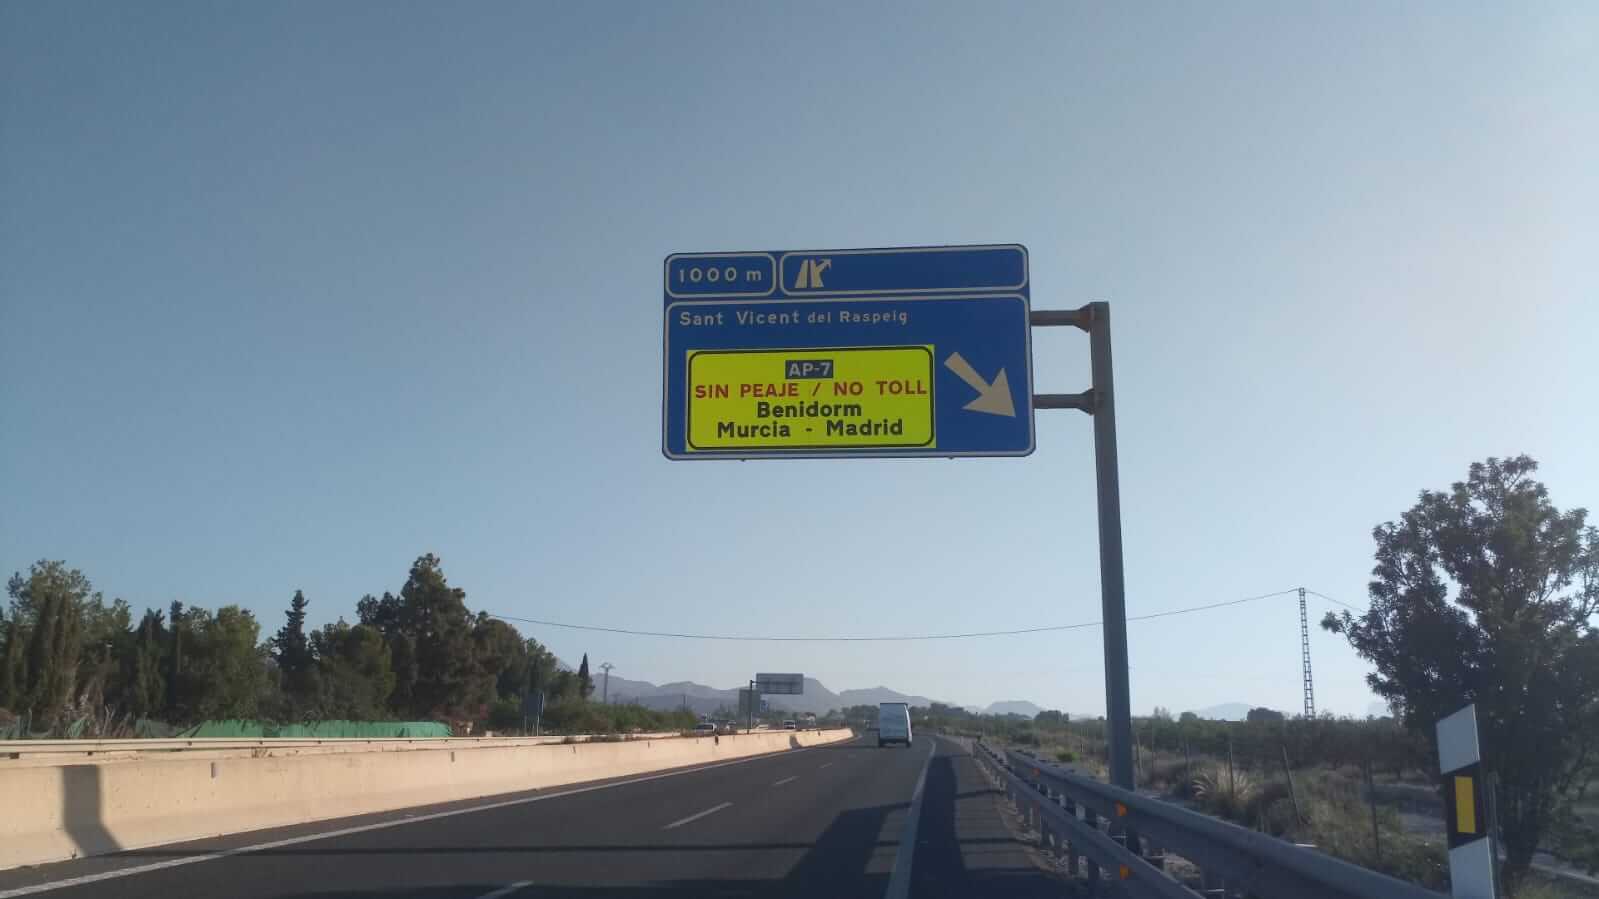 1000 m
Sant Vicent del Raspeig
AP-7
SIN PEAJE / NO TOLL
Benidorm
Murcia - Madrid